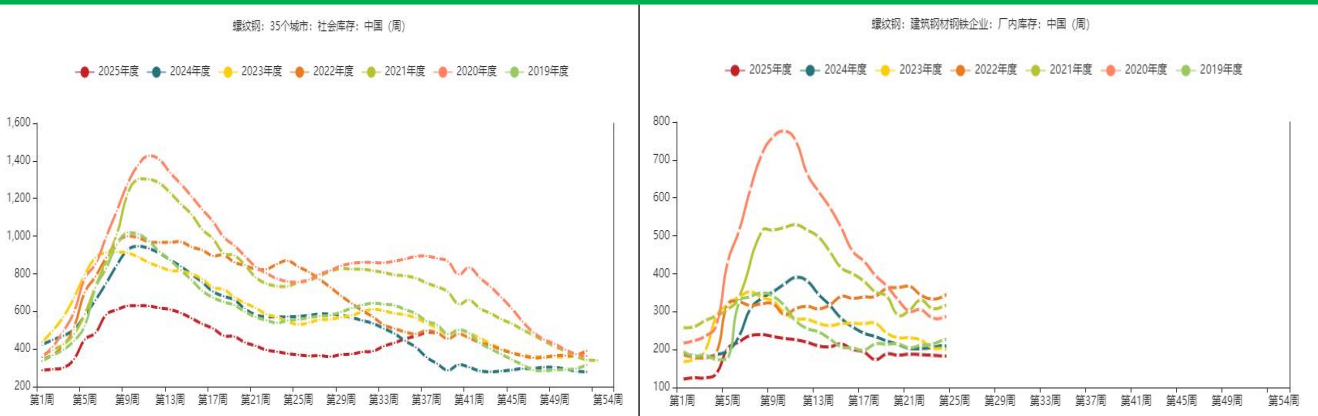 螺纹钢：35个城市：社会库存：中国（周）
2025年度 2024年度 2023年度 2022年度 2021年度 2020年度 2019年度
1,600
1,400
1,200
1,000
800
600
400
200
第1周 第5周 第9周 第13周 第17周 第21周 第25周 第29周 第33周 第37周 第41周 第45周 第49周 第54周
螺纹钢：建筑钢材钢铁企业：厂内库存：中国（周）
2025年度 2024年度 2023年度 2022年度 2021年度 2020年度 2019年度
800
700
600
500
400
300
200
100
第1周 第5周 第9周 第13周 第17周 第21周 第25周 第29周 第33周 第37周 第41周 第45周 第49周 第54周